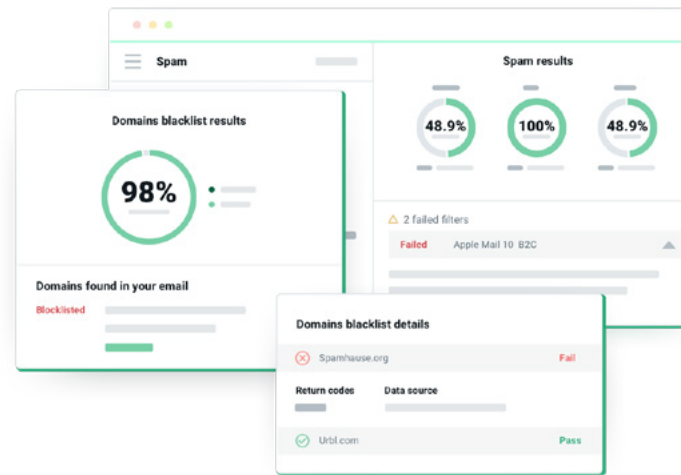 Spam
Spam results
48.9%
100%
48.9%
2 failed filters
Failed Apple Mail 10 B2C
Domains blacklist results
98%
Domains found in your email
Blocklisted
Domains blacklist details
Spamhause.org Fail
Return codes Data source
Urbl.com Pass